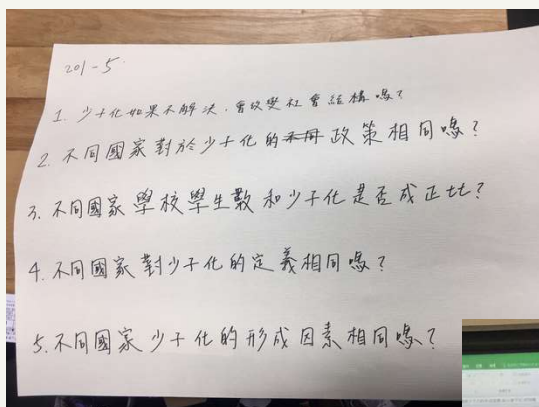 201-5
1. 少子化如果不解決，會改變社會結構嗎？
2. 不同國家對於少子化的政策相同嗎？
3. 不同國家學校學生數和少子化是否成正比？
4. 不同國家對少子化的定義相同嗎？
5. 不同國家少子化的形成因素相同嗎？